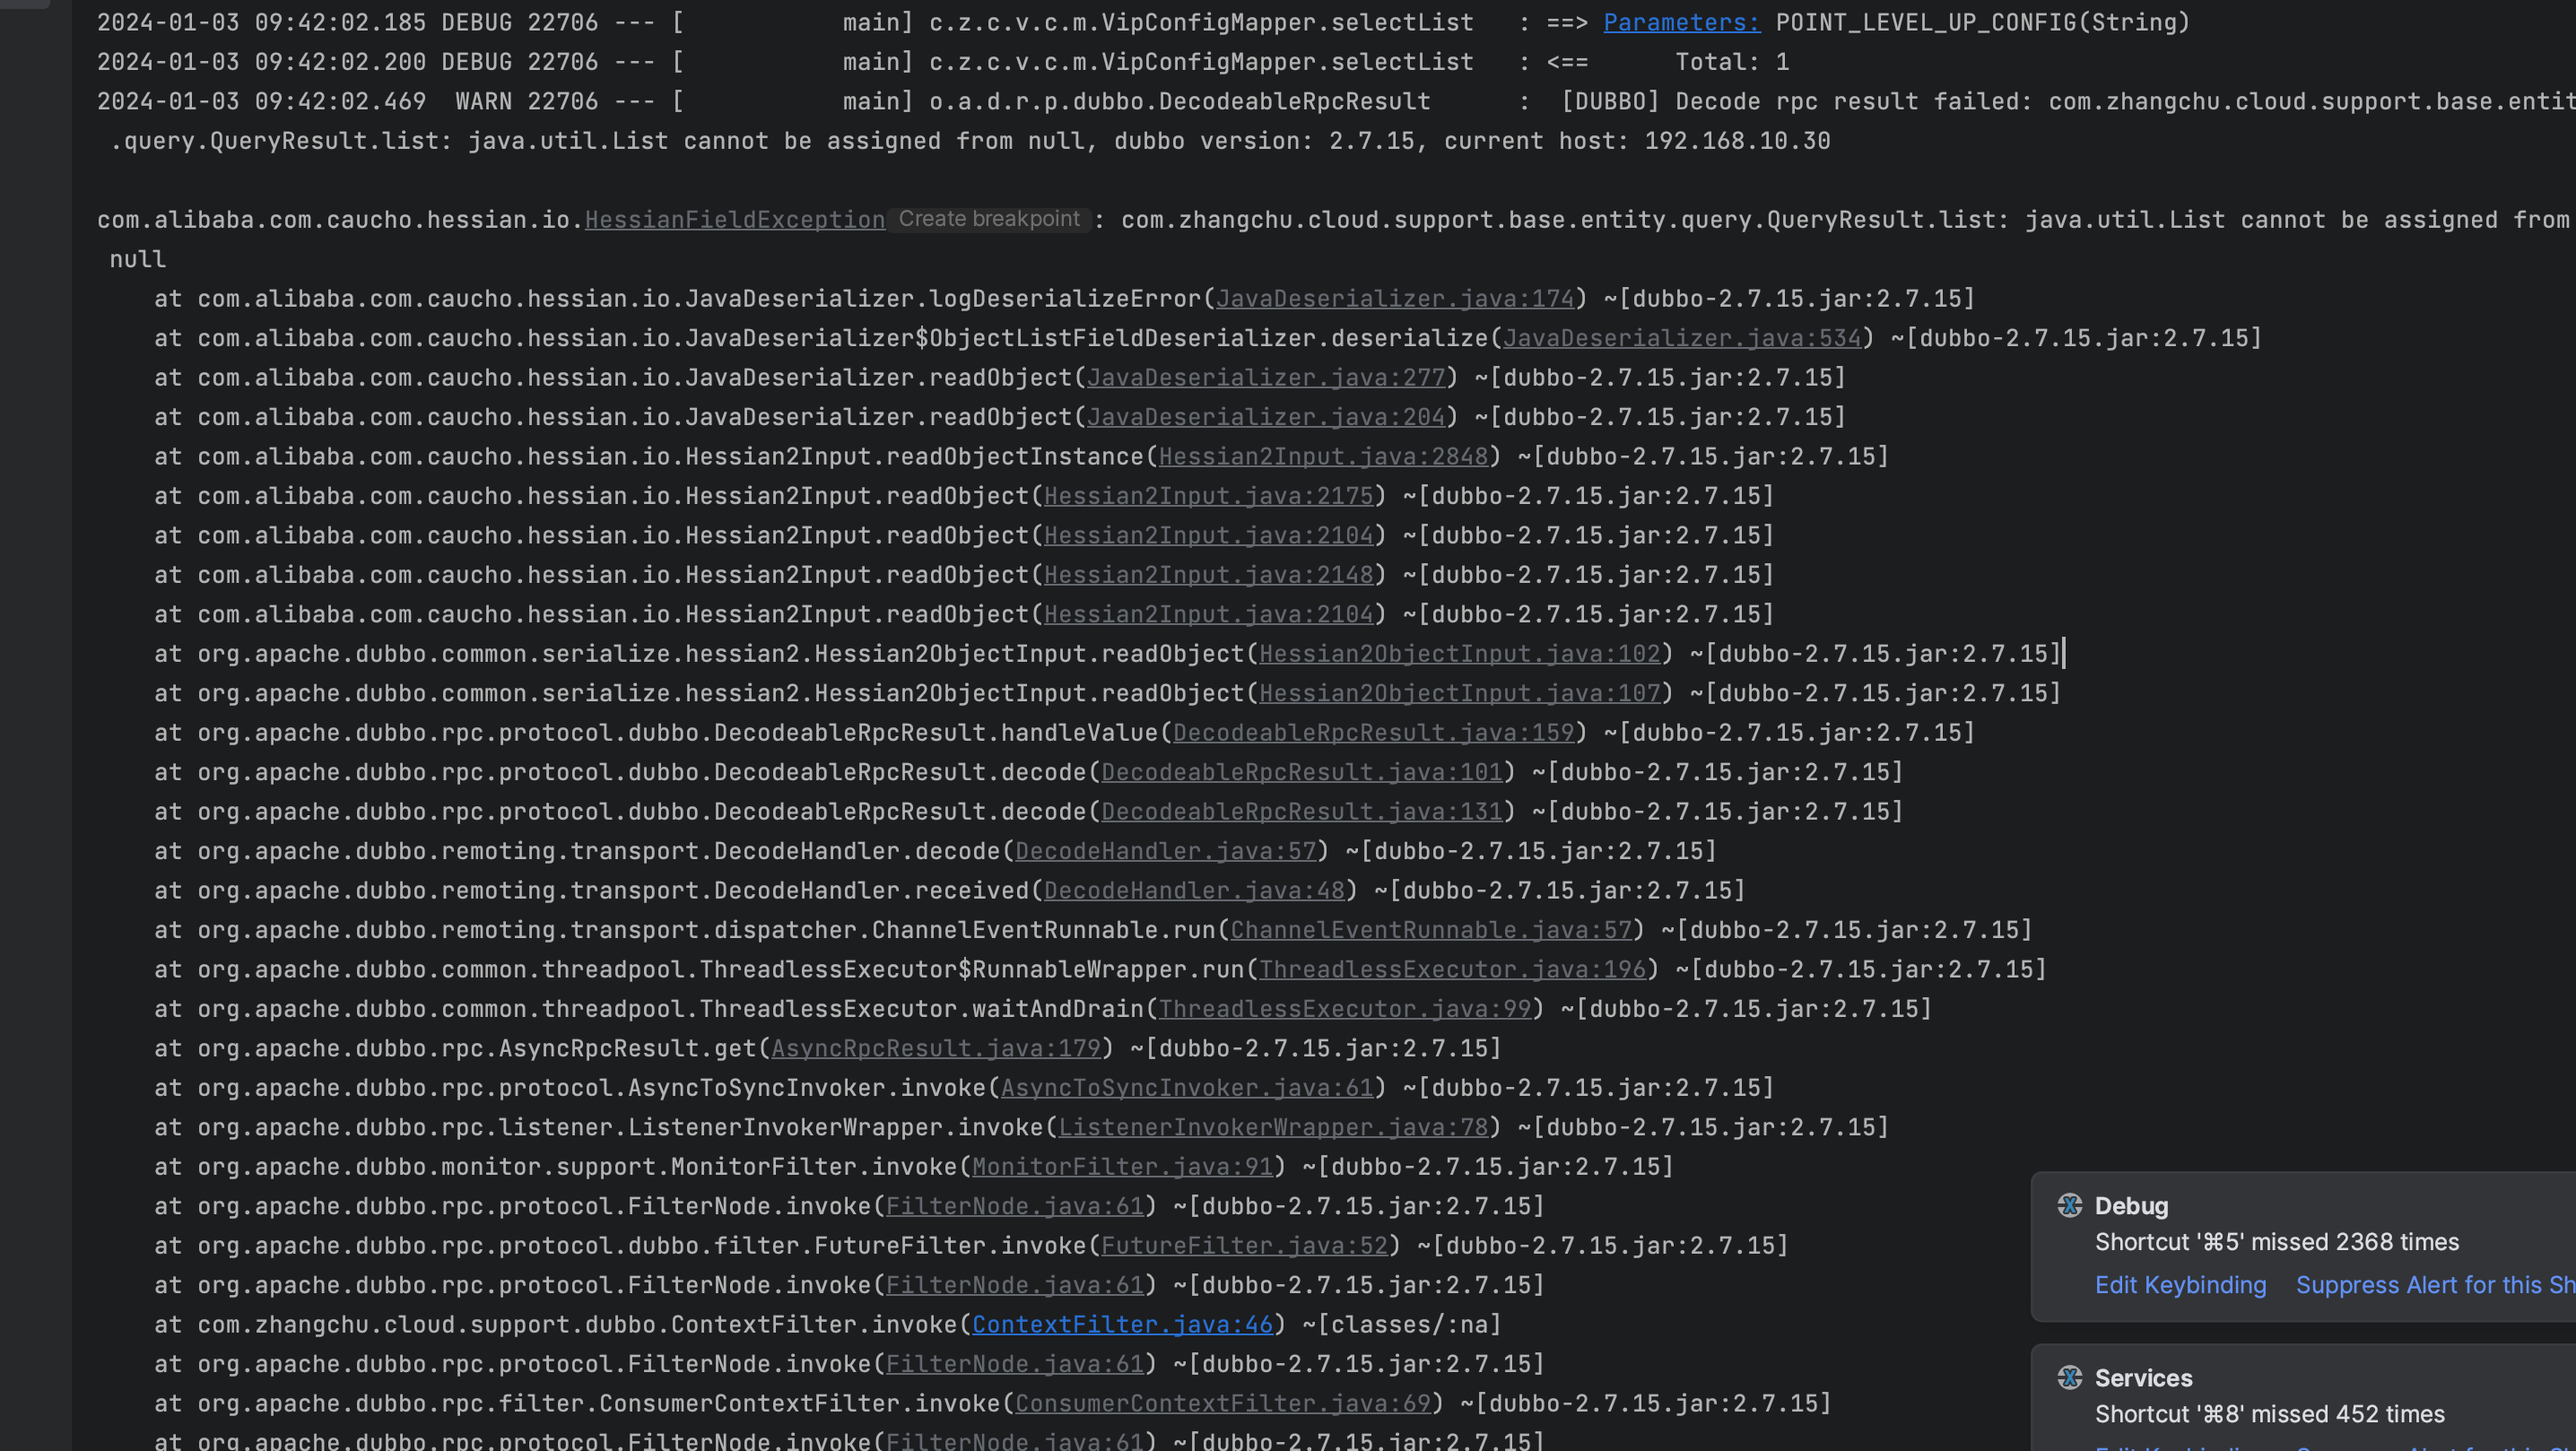 2024-01-03 09:42:02.185 DEBUG 22706 --- [           main] c.z.c.v.c.m.VipConfigMapper.selectList   : ==> Parameters: POINT_LEVEL_UP_CONFIG(String)
2024-01-03 09:42:02.200 DEBUG 22706 --- [           main] c.z.c.v.c.m.VipConfigMapper.selectList   : <==      Total: 1
2024-01-03 09:42:02.469  WARN 22706 --- [           main] o.a.d.r.p.dubbo.DecodeableRpcResult      :  [DUBBO] Decode rpc result failed: com.zhangchu.cloud.support.base.entit
.query.QueryResult.list: java.util.List cannot be assigned from null, dubbo version: 2.7.15, current host: 192.168.10.30
com.alibaba.com.caucho.hessian.io.HessianFieldException Create breakpoint : com.zhangchu.cloud.support.base.entity.query.QueryResult.list: java.util.List cannot be assigned from
null
at com.alibaba.com.caucho.hessian.io.JavaDeserializer.logDeserializeError(JavaDeserializer.java:174) ~[dubbo-2.7.15.jar:2.7.15]
at com.alibaba.com.caucho.hessian.io.JavaDeserializer$ObjectListFieldDeserializer.deserialize(JavaDeserializer.java:534) ~[dubbo-2.7.15.jar:2.7.15]
at com.alibaba.com.caucho.hessian.io.JavaDeserializer.readObject(JavaDeserializer.java:277) ~[dubbo-2.7.15.jar:2.7.15]
at com.alibaba.com.caucho.hessian.io.JavaDeserializer.readObject(JavaDeserializer.java:204) ~[dubbo-2.7.15.jar:2.7.15]
at com.alibaba.com.caucho.hessian.io.Hessian2Input.readObjectInstance(Hessian2Input.java:2848) ~[dubbo-2.7.15.jar:2.7.15]
at com.alibaba.com.caucho.hessian.io.Hessian2Input.readObject(Hessian2Input.java:2175) ~[dubbo-2.7.15.jar:2.7.15]
at com.alibaba.com.caucho.hessian.io.Hessian2Input.readObject(Hessian2Input.java:2104) ~[dubbo-2.7.15.jar:2.7.15]
at com.alibaba.com.caucho.hessian.io.Hessian2Input.readObject(Hessian2Input.java:2148) ~[dubbo-2.7.15.jar:2.7.15]
at com.alibaba.com.caucho.hessian.io.Hessian2Input.readObject(Hessian2Input.java:2104) ~[dubbo-2.7.15.jar:2.7.15]
at org.apache.dubbo.common.serialize.hessian2.Hessian2ObjectInput.readObject(Hessian2ObjectInput.java:102) ~[dubbo-2.7.15.jar:2.7.15]
at org.apache.dubbo.common.serialize.hessian2.Hessian2ObjectInput.readObject(Hessian2ObjectInput.java:107) ~[dubbo-2.7.15.jar:2.7.15]
at org.apache.dubbo.rpc.protocol.dubbo.DecodeableRpcResult.handleValue(DecodeableRpcResult.java:159) ~[dubbo-2.7.15.jar:2.7.15]
at org.apache.dubbo.rpc.protocol.dubbo.DecodeableRpcResult.decode(DecodeableRpcResult.java:101) ~[dubbo-2.7.15.jar:2.7.15]
at org.apache.dubbo.rpc.protocol.dubbo.DecodeableRpcResult.decode(DecodeableRpcResult.java:131) ~[dubbo-2.7.15.jar:2.7.15]
at org.apache.dubbo.remoting.transport.DecodeHandler.decode(DecodeHandler.java:57) ~[dubbo-2.7.15.jar:2.7.15]
at org.apache.dubbo.remoting.transport.DecodeHandler.received(DecodeHandler.java:48) ~[dubbo-2.7.15.jar:2.7.15]
at org.apache.dubbo.remoting.transport.dispatcher.ChannelEventRunnable.run(ChannelEventRunnable.java:57) ~[dubbo-2.7.15.jar:2.7.15]
at org.apache.dubbo.common.threadpool.ThreadlessExecutor$RunnableWrapper.run(ThreadlessExecutor.java:196) ~[dubbo-2.7.15.jar:2.7.15]
at org.apache.dubbo.common.threadpool.ThreadlessExecutor.waitAndDrain(ThreadlessExecutor.java:99) ~[dubbo-2.7.15.jar:2.7.15]
at org.apache.dubbo.rpc.AsyncRpcResult.get(AsyncRpcResult.java:179) ~[dubbo-2.7.15.jar:2.7.15]
at org.apache.dubbo.rpc.protocol.AsyncToSyncInvoker.invoke(AsyncToSyncInvoker.java:61) ~[dubbo-2.7.15.jar:2.7.15]
at org.apache.dubbo.rpc.listener.ListenerInvokerWrapper.invoke(ListenerInvokerWrapper.java:78) ~[dubbo-2.7.15.jar:2.7.15]
at org.apache.dubbo.monitor.support.MonitorFilter.invoke(MonitorFilter.java:91) ~[dubbo-2.7.15.jar:2.7.15]
at org.apache.dubbo.rpc.protocol.FilterNode.invoke(FilterNode.java:61) ~[dubbo-2.7.15.jar:2.7.15]
at org.apache.dubbo.rpc.protocol.dubbo.filter.FutureFilter.invoke(FutureFilter.java:52) ~[dubbo-2.7.15.jar:2.7.15]
at org.apache.dubbo.rpc.protocol.FilterNode.invoke(FilterNode.java:61) ~[dubbo-2.7.15.jar:2.7.15]
at com.zhangchu.cloud.support.dubbo.ContextFilter.invoke(ContextFilter.java:46) ~[classes/:na]
at org.apache.dubbo.rpc.protocol.FilterNode.invoke(FilterNode.java:61) ~[dubbo-2.7.15.jar:2.7.15]
at org.apache.dubbo.rpc.filter.ConsumerContextFilter.invoke(ConsumerContextFilter.java:69) ~[dubbo-2.7.15.jar:2.7.15]
at org.apache.dubbo.rpc.protocol.FilterNode.invoke(FilterNode.java:61) ~[dubbo-2.7.15.jar:2.7.15]
Debug
Shortcut '⌘5' missed 2368 times
Edit Keybinding Suppress Alert for this Sh
Services
Shortcut '⌘8' missed 452 times